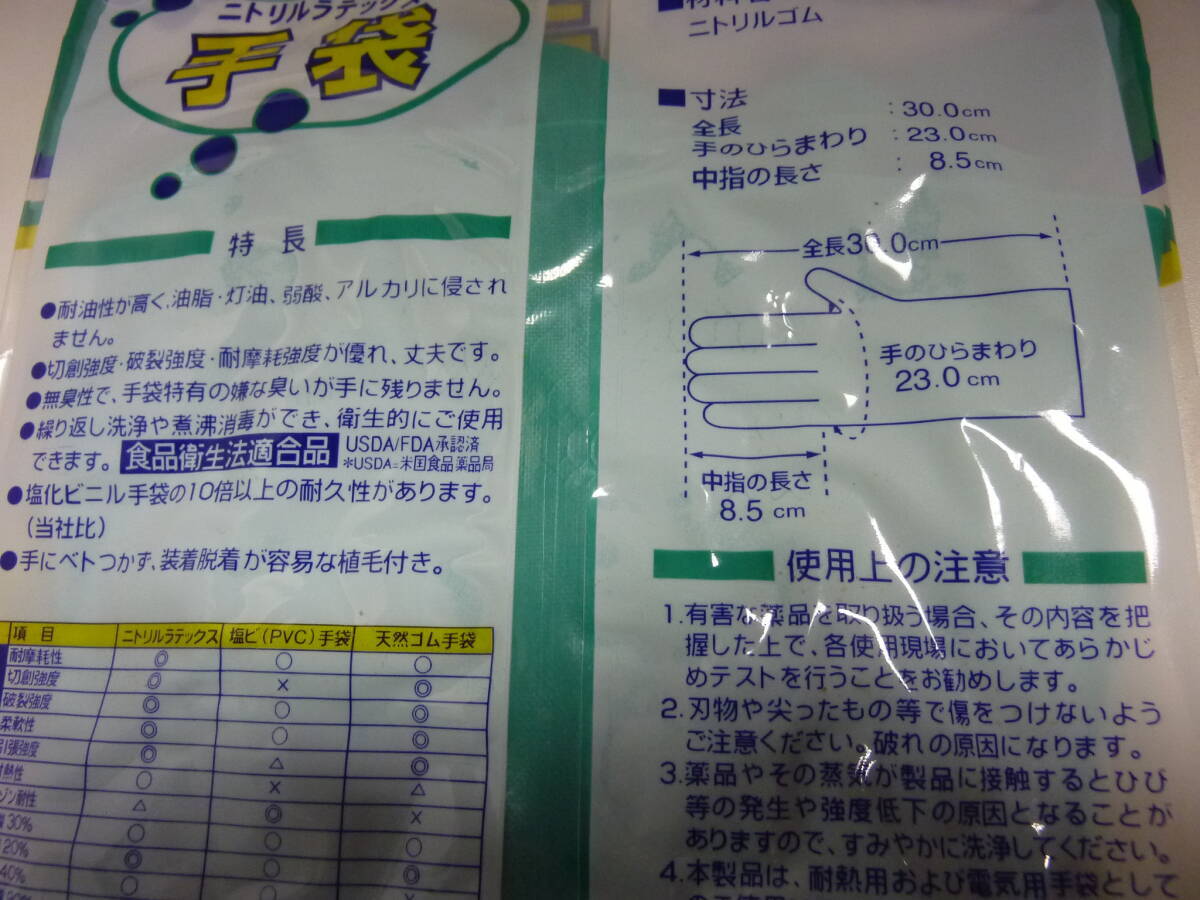 ニトリルラテックス
手袋
特長
●耐油性が高く、油脂・灯油、弱酸、アルカリに侵され
ません。
●切創強度・破裂強度・耐摩耗強度が優れ、丈夫です。
●無臭性で、手袋特有の嫌な臭いが手に残りません。
●繰り返し洗浄や煮沸消毒ができ、衛生的にご使用
できます。 食品衛生法適合品 USDA/FDA承認済
*USDA=米国食品薬品局
●塩化ビニル手袋の10倍以上の耐久性があります。
(当社比)
●手にベトつかず、装着脱着が容易な植毛付き。
項目 ニトリルラテックス 塩ビ(PVC)手袋 天然ゴム手袋
耐摩耗性 ◎ ○ ○
切創強度 ◎ × ◎
破裂強度 ◎ ○ ◎
柔軟性 ◎ ○ ◎
引張強度 ◎ △ ◎
耐熱性 ○ × △
ゾン耐性 △ ◎ ×
30% ○ ○ ○
20% ◎ ○ ◎
40% ○ ○
ニトリルゴム
■寸法
全長 : 30.0cm
手のひらまわり : 23.0cm
中指の長さ : 8.5cm
全長30.0cm
手のひらまわり
23.0cm
中指の長さ
8.5cm
使用上の注意
1.有害な薬品を取り扱う場合、その内容を把
握した上で、各使用現場においてあらかじ
めテストを行うことをお勧めします。
2.刃物や尖ったもの等で傷をつけないよう
ご注意ください。破れの原因になります。
3.薬品やその蒸気が製品に接触するとひび
等の発生や強度低下の原因となることが
ありますので、すみやかに洗浄してください。
4.本製品は、耐熱用および電気用手袋として